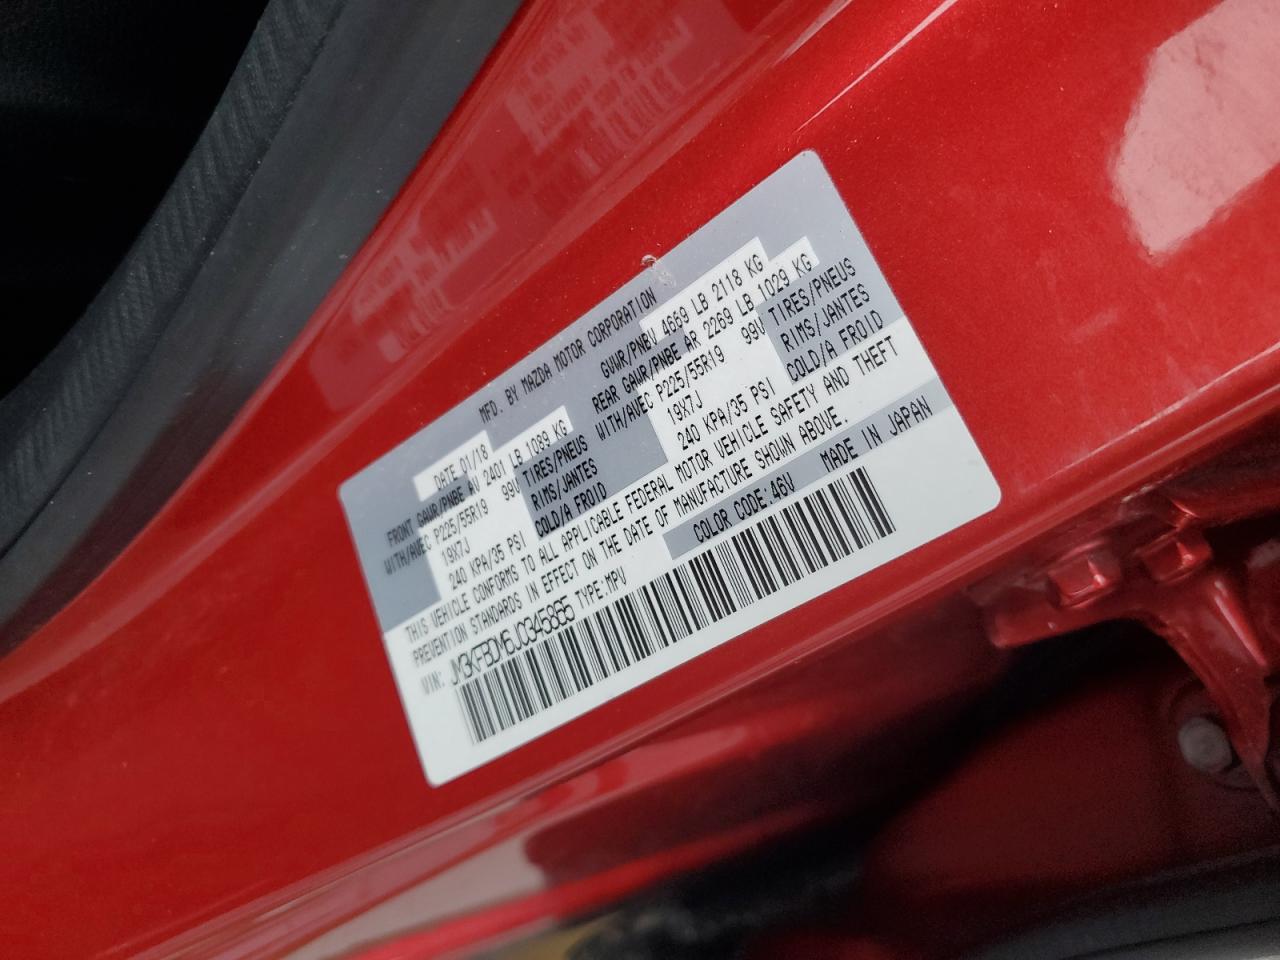 MFD. BY MAZDA MOTOR CORPORATION
DATE 01/18 GVWR/PNBV 4669 LB 2118 KG
FRONT GAWR/PNBE AV 2401 LB 1089 KG REAR GAWR/PNBE AR 2269 LB 1029 KG
WITH/AVEC P225/55R19 99V TIRES/PNEUS WITH/AVEC P225/55R19 99V TIRES/PNEUS
19X7J RIMS/JANTES 19X7J RIMS/JANTES
240 KPA/35 PSI COLD/A FROID 240 KPA/35 PSI COLD/A FROID
THIS VEHICLE CONFORMS TO ALL APPLICABLE FEDERAL MOTOR VEHICLE SAFETY AND THEFT
PREVENTION STANDARDS IN EFFECT ON THE DATE OF MANUFACTURE SHOWN ABOVE.
VIN: JM3KFBDM6J0345865 TYPE:MPV COLOR CODE:46V MADE IN JAPAN